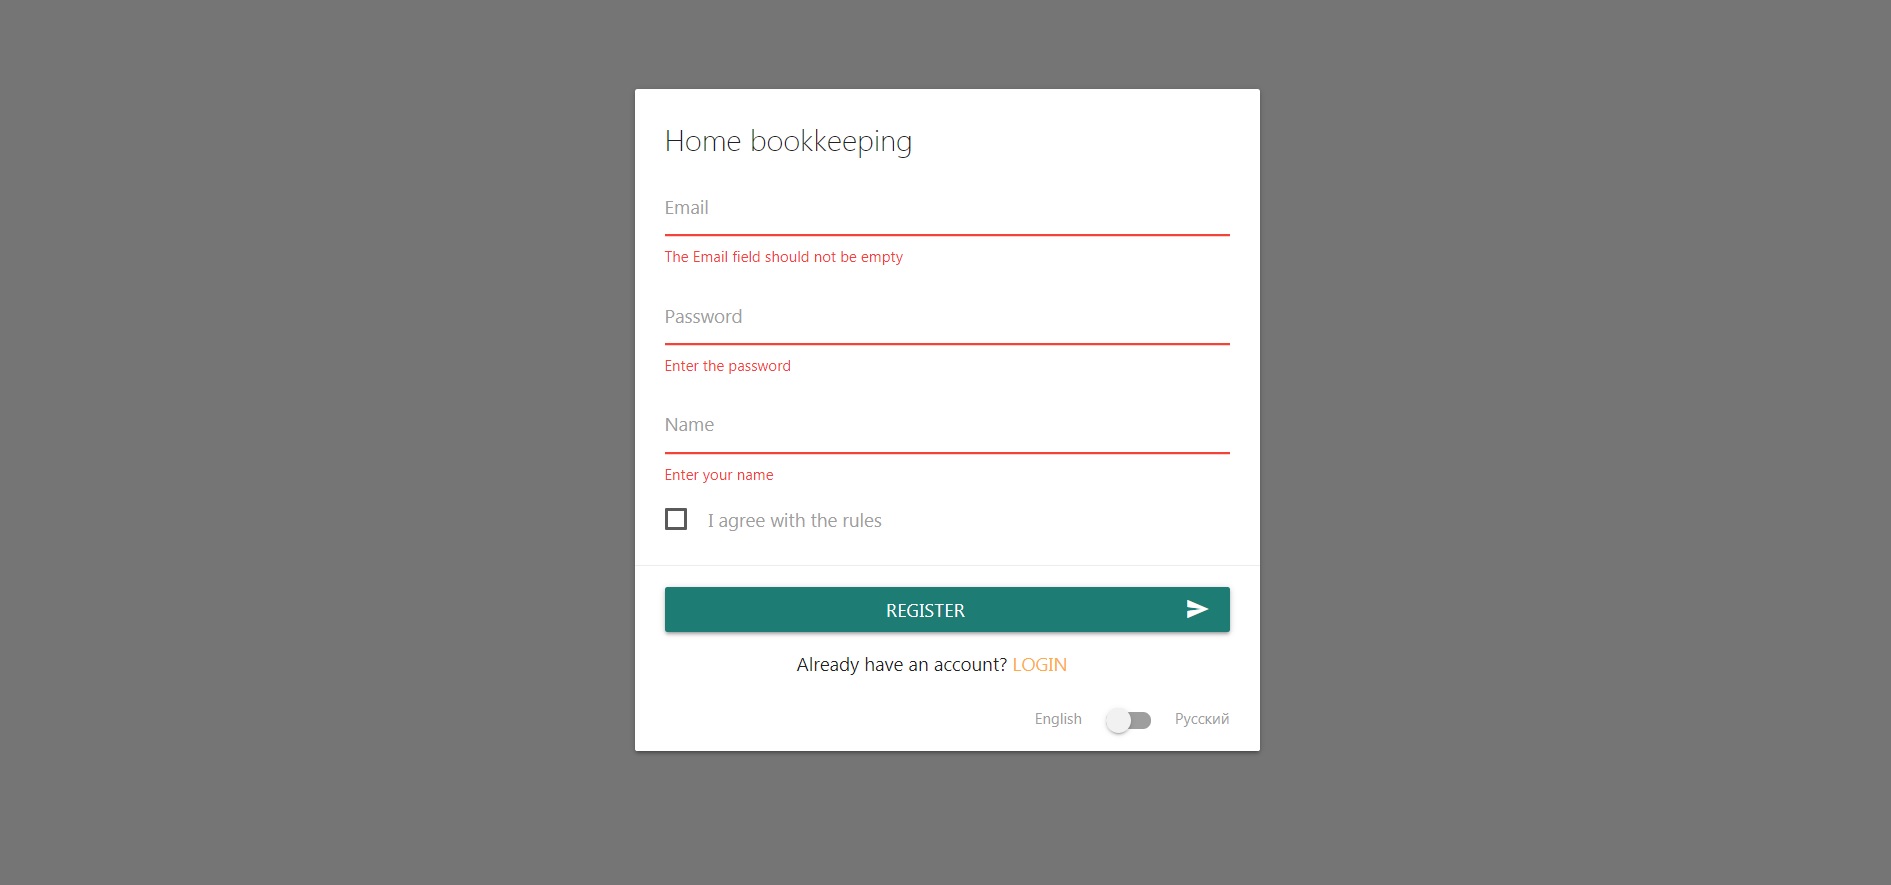 Home bookkeeping
Email
The Email field should not be empty
Password
Enter the password
Name
Enter your name
I agree with the rules
REGISTER
Already have an account? LOGIN
English Русский